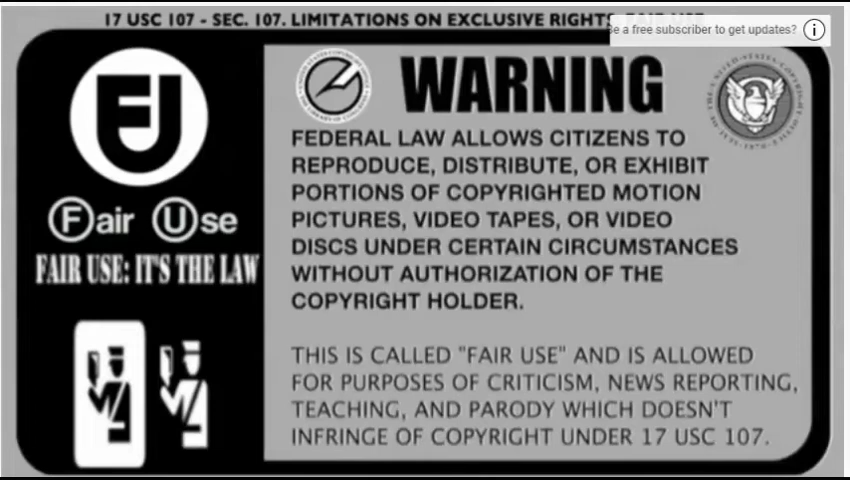 17 USC 107 - SEC. 107. LIMITATIONS ON EXCLUSIVE RIGHTS: FAIR USE
Be a free subscriber to get updates?
WARNING
FEDERAL LAW ALLOWS CITIZENS TO
REPRODUCE, DISTRIBUTE, OR EXHIBIT
PORTIONS OF COPYRIGHTED MOTION
PICTURES, VIDEO TAPES, OR VIDEO
DISCS UNDER CERTAIN CIRCUMSTANCES
WITHOUT AUTHORIZATION OF THE
COPYRIGHT HOLDER.
THIS IS CALLED "FAIR USE" AND IS ALLOWED
FOR PURPOSES OF CRITICISM, NEWS REPORTING,
TEACHING, AND PARODY WHICH DOESN'T
INFRINGE OF COPYRIGHT UNDER 17 USC 107.
FU
Fair Use
FAIR USE: IT'S THE LAW